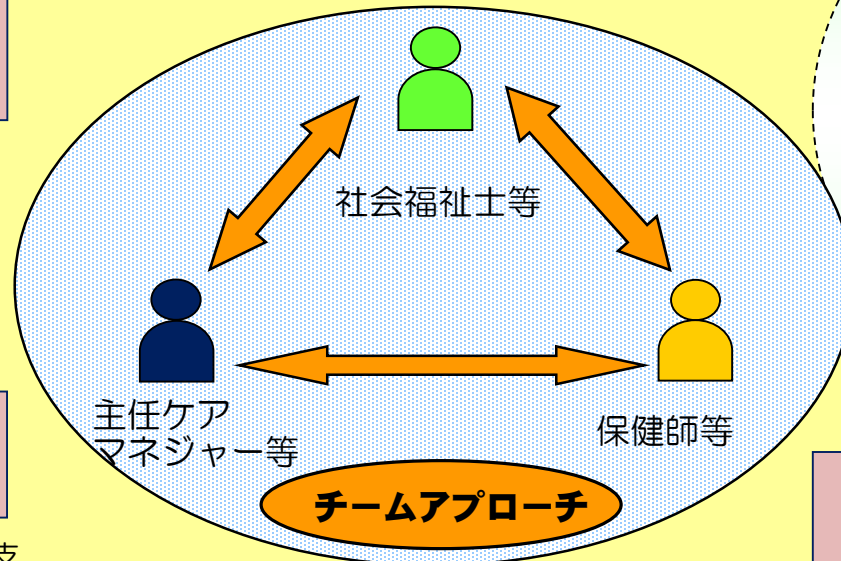 社会福祉士等
主任ケア
マネジャー等
保健師等
チームアプローチ
支